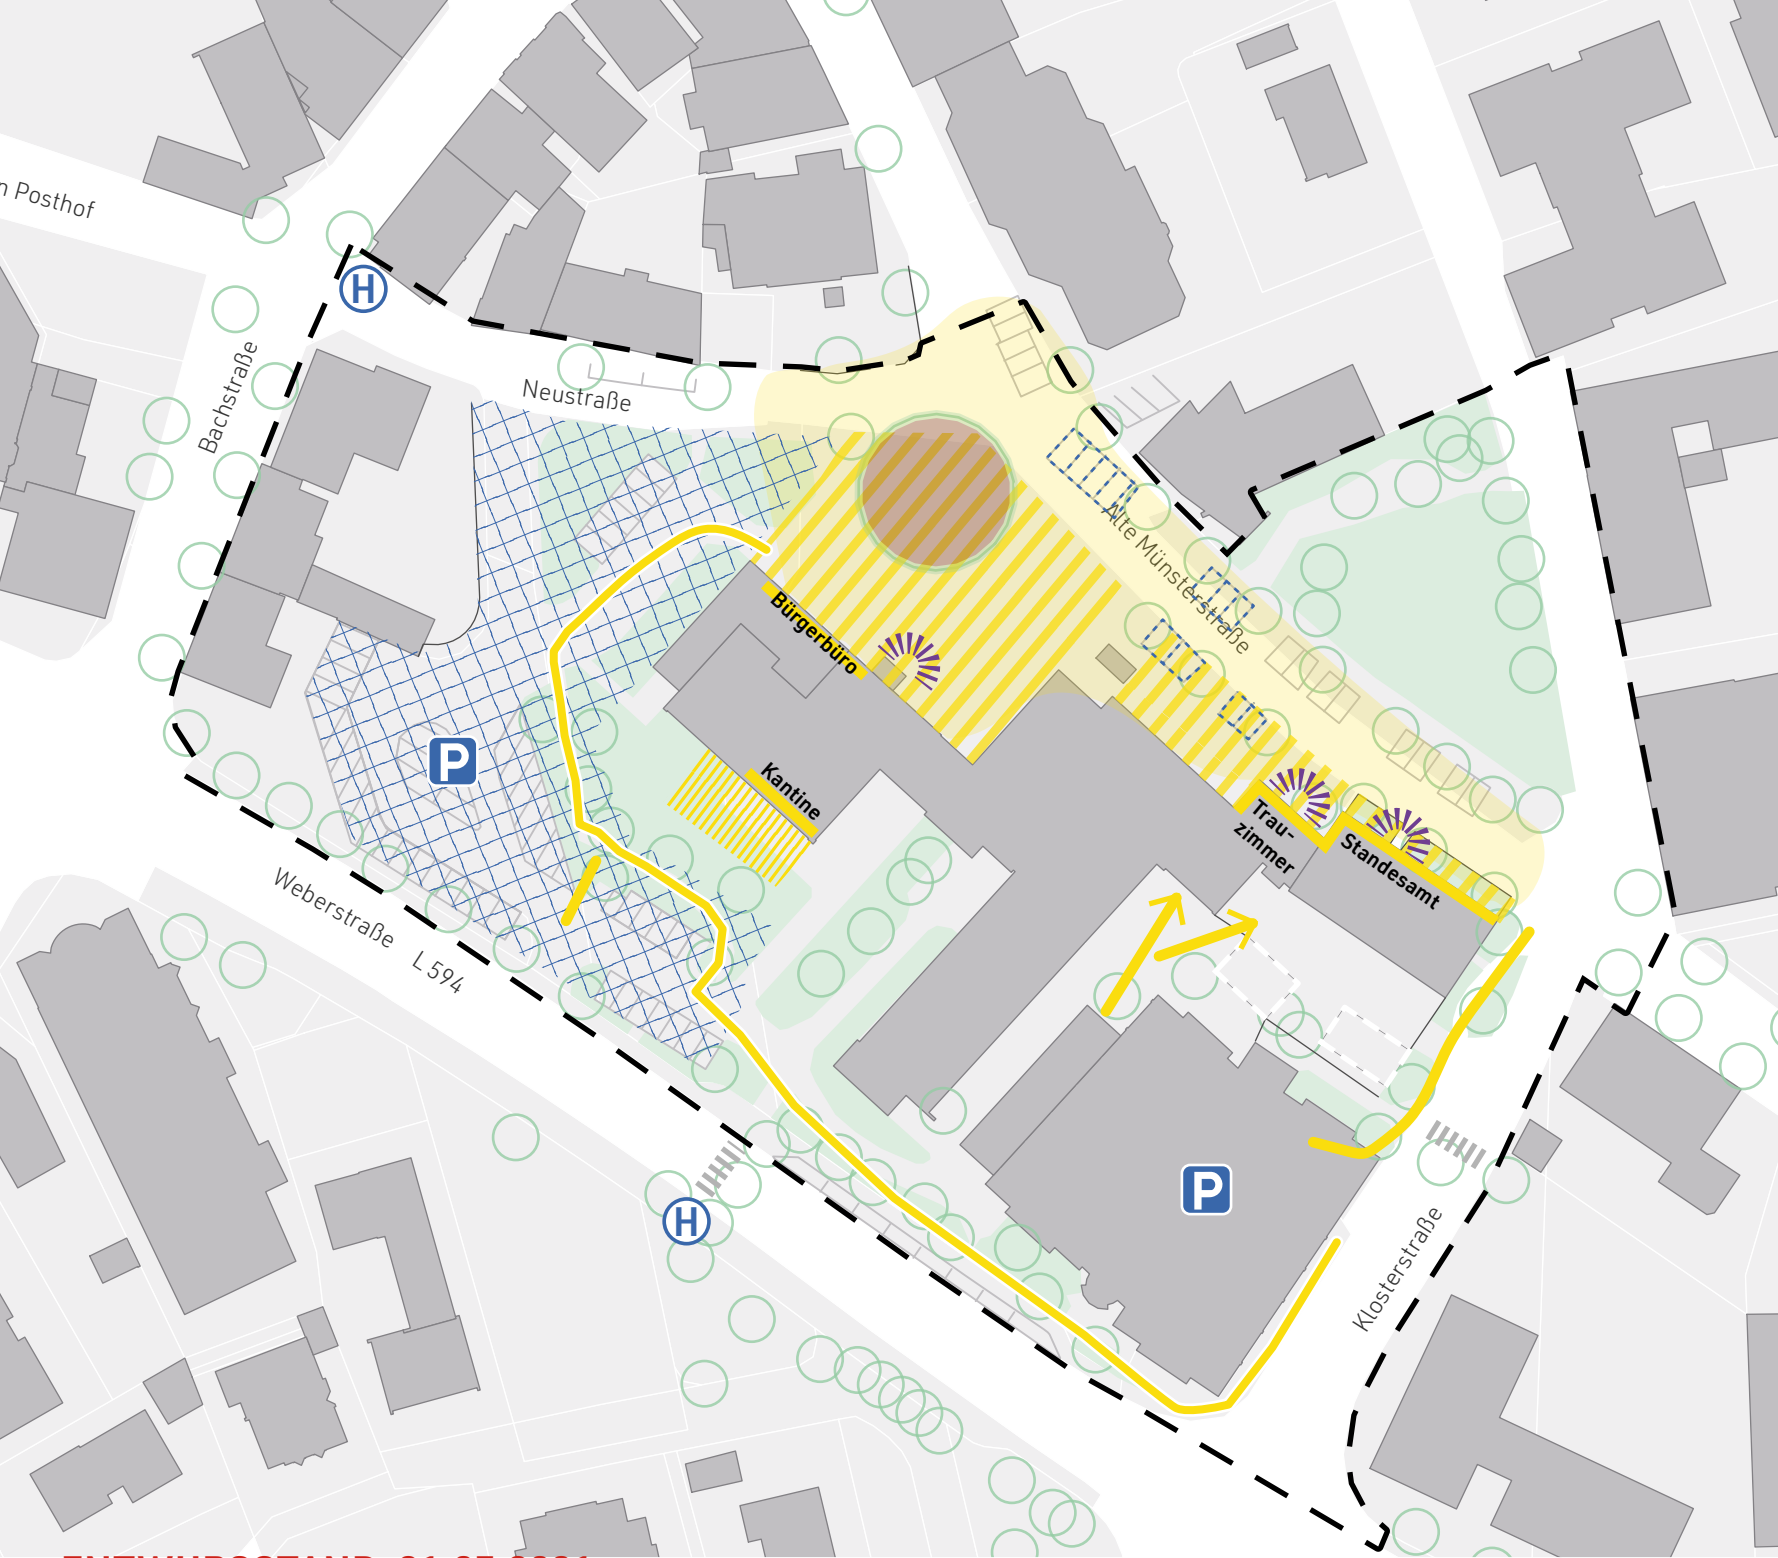 n Posthof
H
Bachstraße
Neustraße
Alte Münsterstraße
Bürgerbüro
P
Kantine
Trau-
zimmer
Standesamt
Weberstraße
L 594
P
H
Klosterstraße